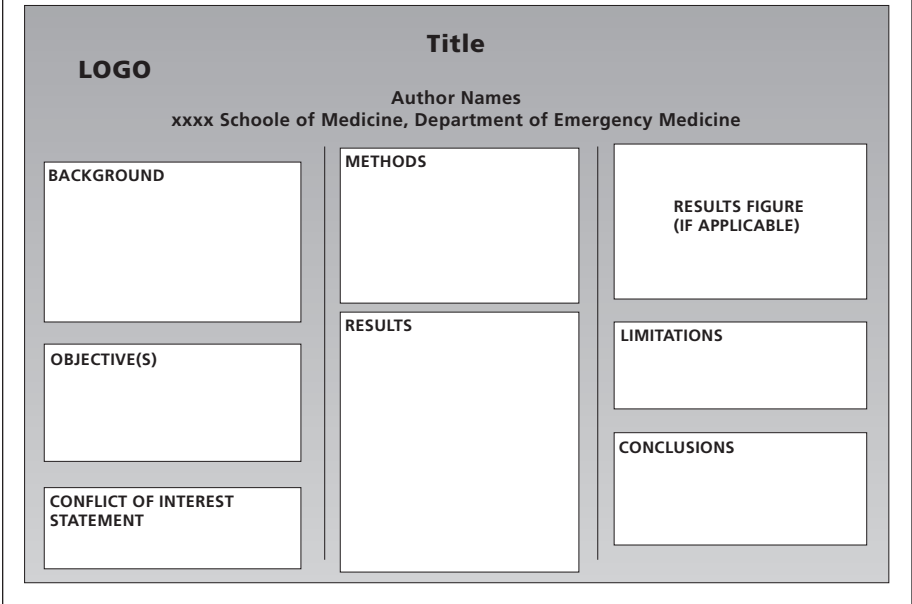 Title
LOGO
Author Names
xxxx Schoole of Medicine, Department of Emergency Medicine
BACKGROUND
OBJECTIVE(S)
CONFLICT OF INTEREST
STATEMENT
METHODS
RESULTS
RESULTS FIGURE
(IF APPLICABLE)
LIMITATIONS
CONCLUSIONS